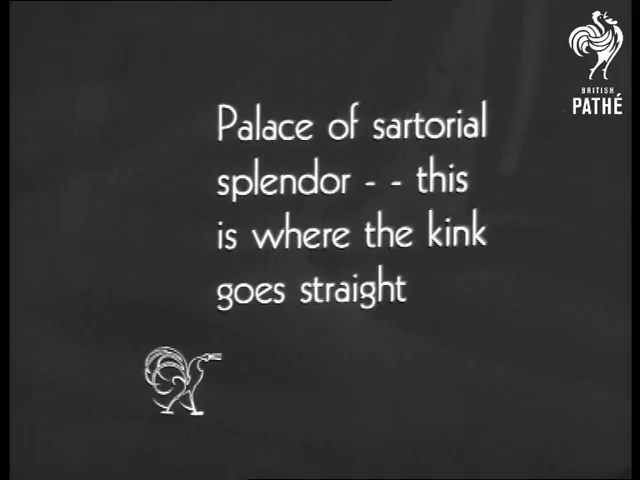 BRITISH
PATHÉ
Palace of sartorial
splendor - - this
is where the kink
goes straight